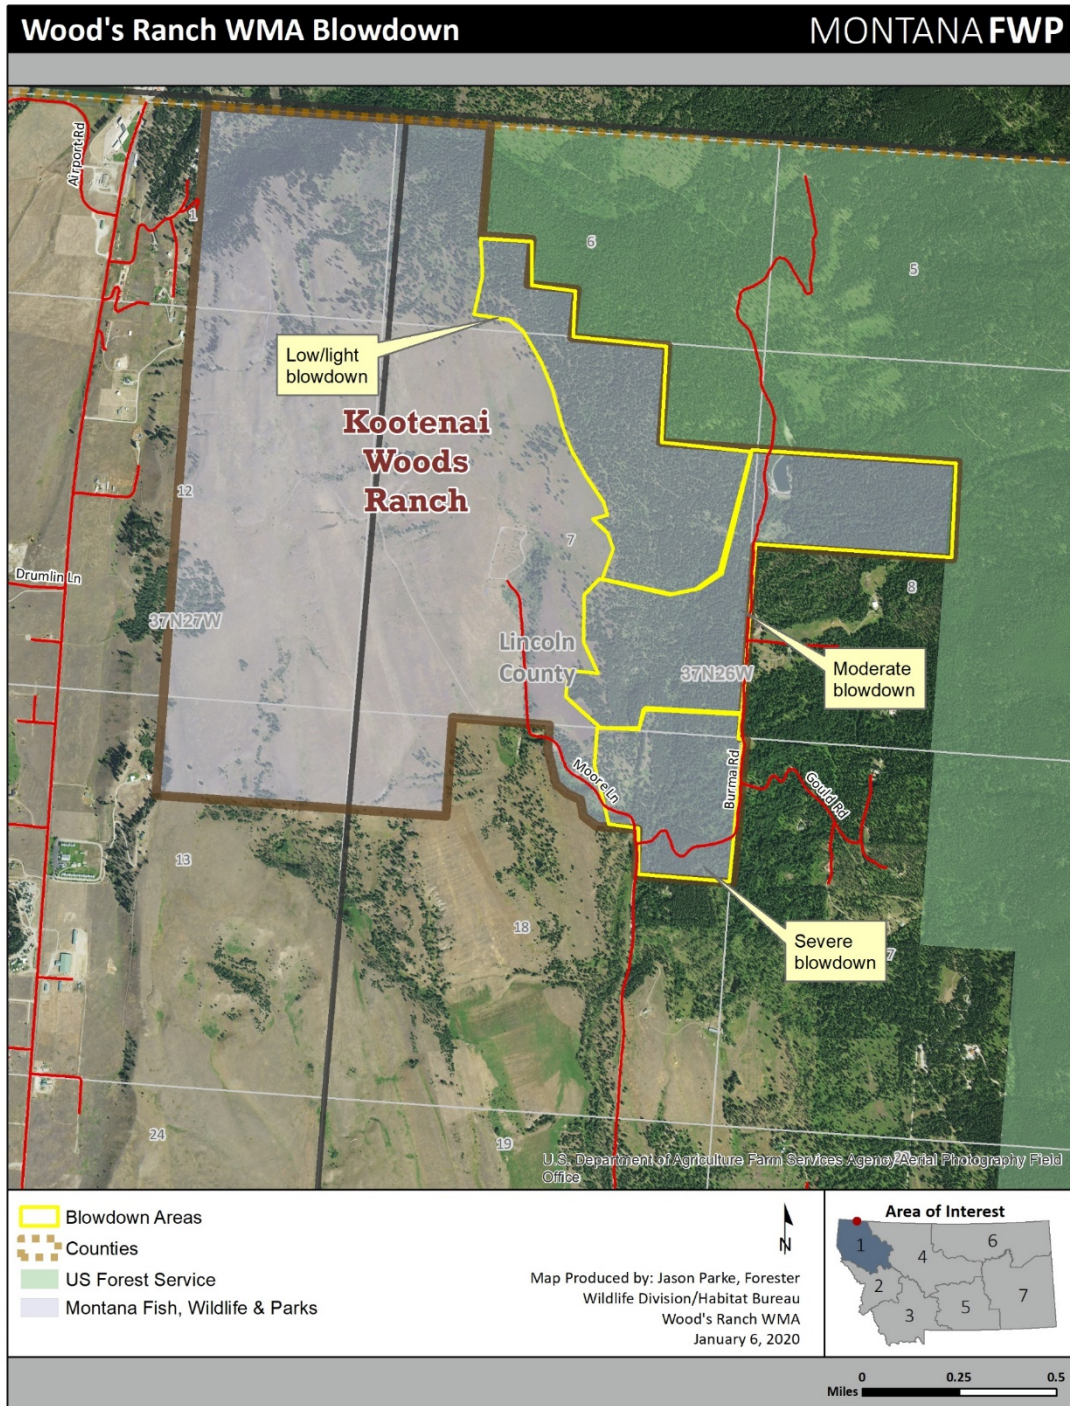 Wood's Ranch WMA Blowdown
MONTANA FWP
Airport Rd
1
6
5
Low/light
blowdown
Kootenai
Woods
Ranch
12
7
Drumlin Ln
8
37N27W
Lincoln
County
37N26W
Moderate
blowdown
Moore Ln
Burma Rd
Gould Rd
13
18
Severe
blowdown
7
24
19
20
U.S. Department of Agriculture Farm Services Agency Aerial Photography Field
Office
Blowdown Areas
Counties
US Forest Service
Montana Fish, Wildlife & Parks
N
Map Produced by: Jason Parke, Forester
Wildlife Division/Habitat Bureau
Wood's Ranch WMA
January 6, 2020
Area of Interest
1
2
3
4
5
6
7
0 0.25 0.5
Miles